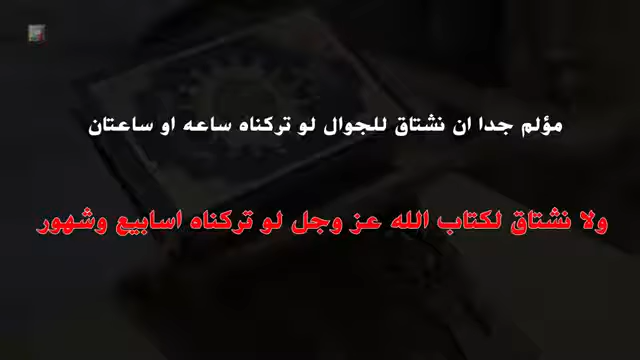 مؤلم جدا ان نشتاق للجوال لو تركناه ساعه او ساعتان
ولا نشتاق لكتاب الله عز وجل لو تركناه اسابيع وشهور